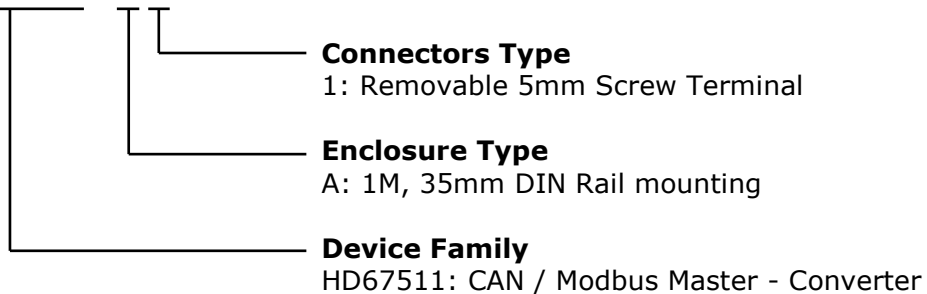 Connectors Type
1: Removable 5mm Screw Terminal
Enclosure Type
A: 1M, 35mm DIN Rail mounting
Device Family
HD67511: CAN / Modbus Master - Converter